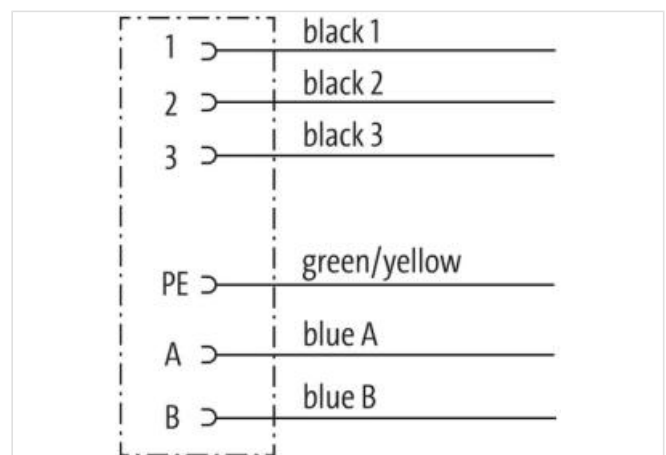 1 black 1
2 black 2
3 black 3
PE green/yellow
A blue A
B blue B